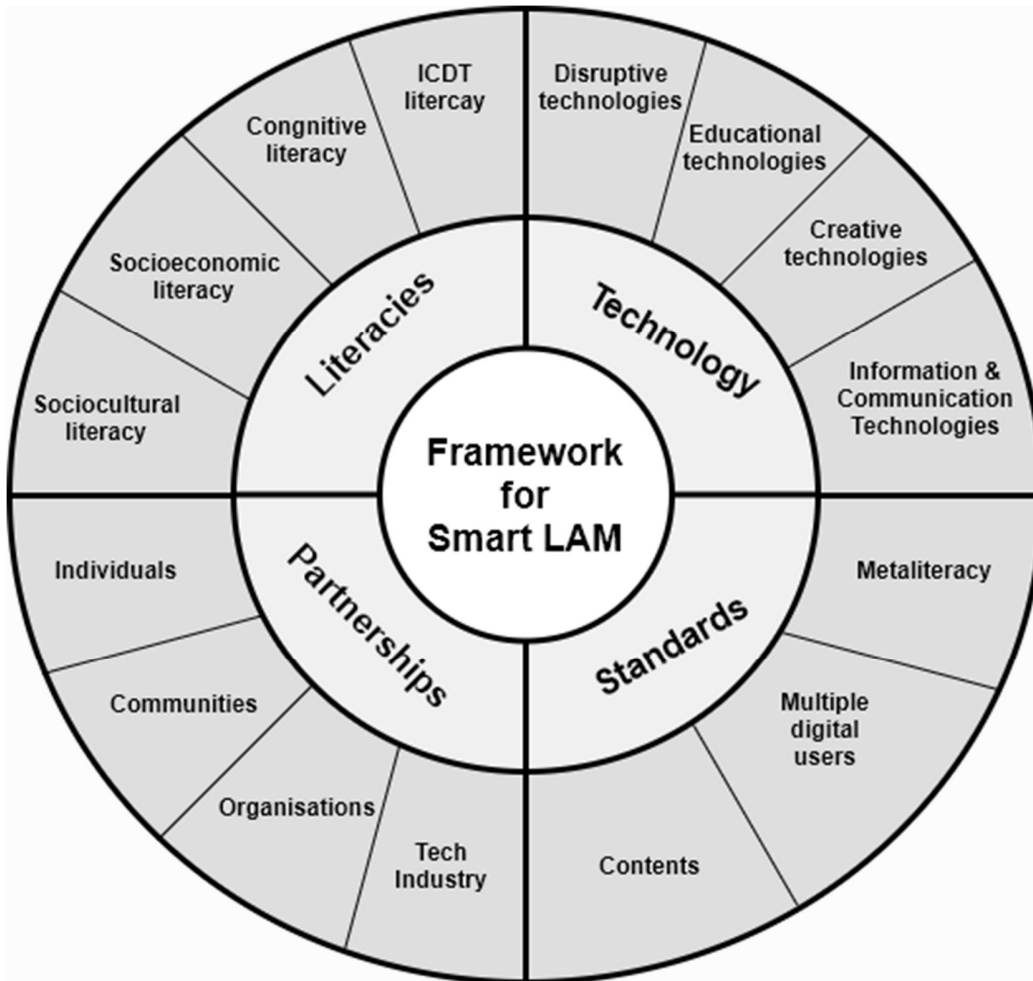 ICDT
litercay
Disruptive
technologies
Congnitive
literacy
Educational
technologies
Socioeconomic
literacy
Creative
technologies
Sociocultural
literacy
Information &
Communication
Technologies
Literacies
Technology
Framework
for
Smart LAM
Partnerships
Standards
Individuals
Metaliteracy
Communities
Multiple
digital
users
Organisations
Tech
Industry
Contents